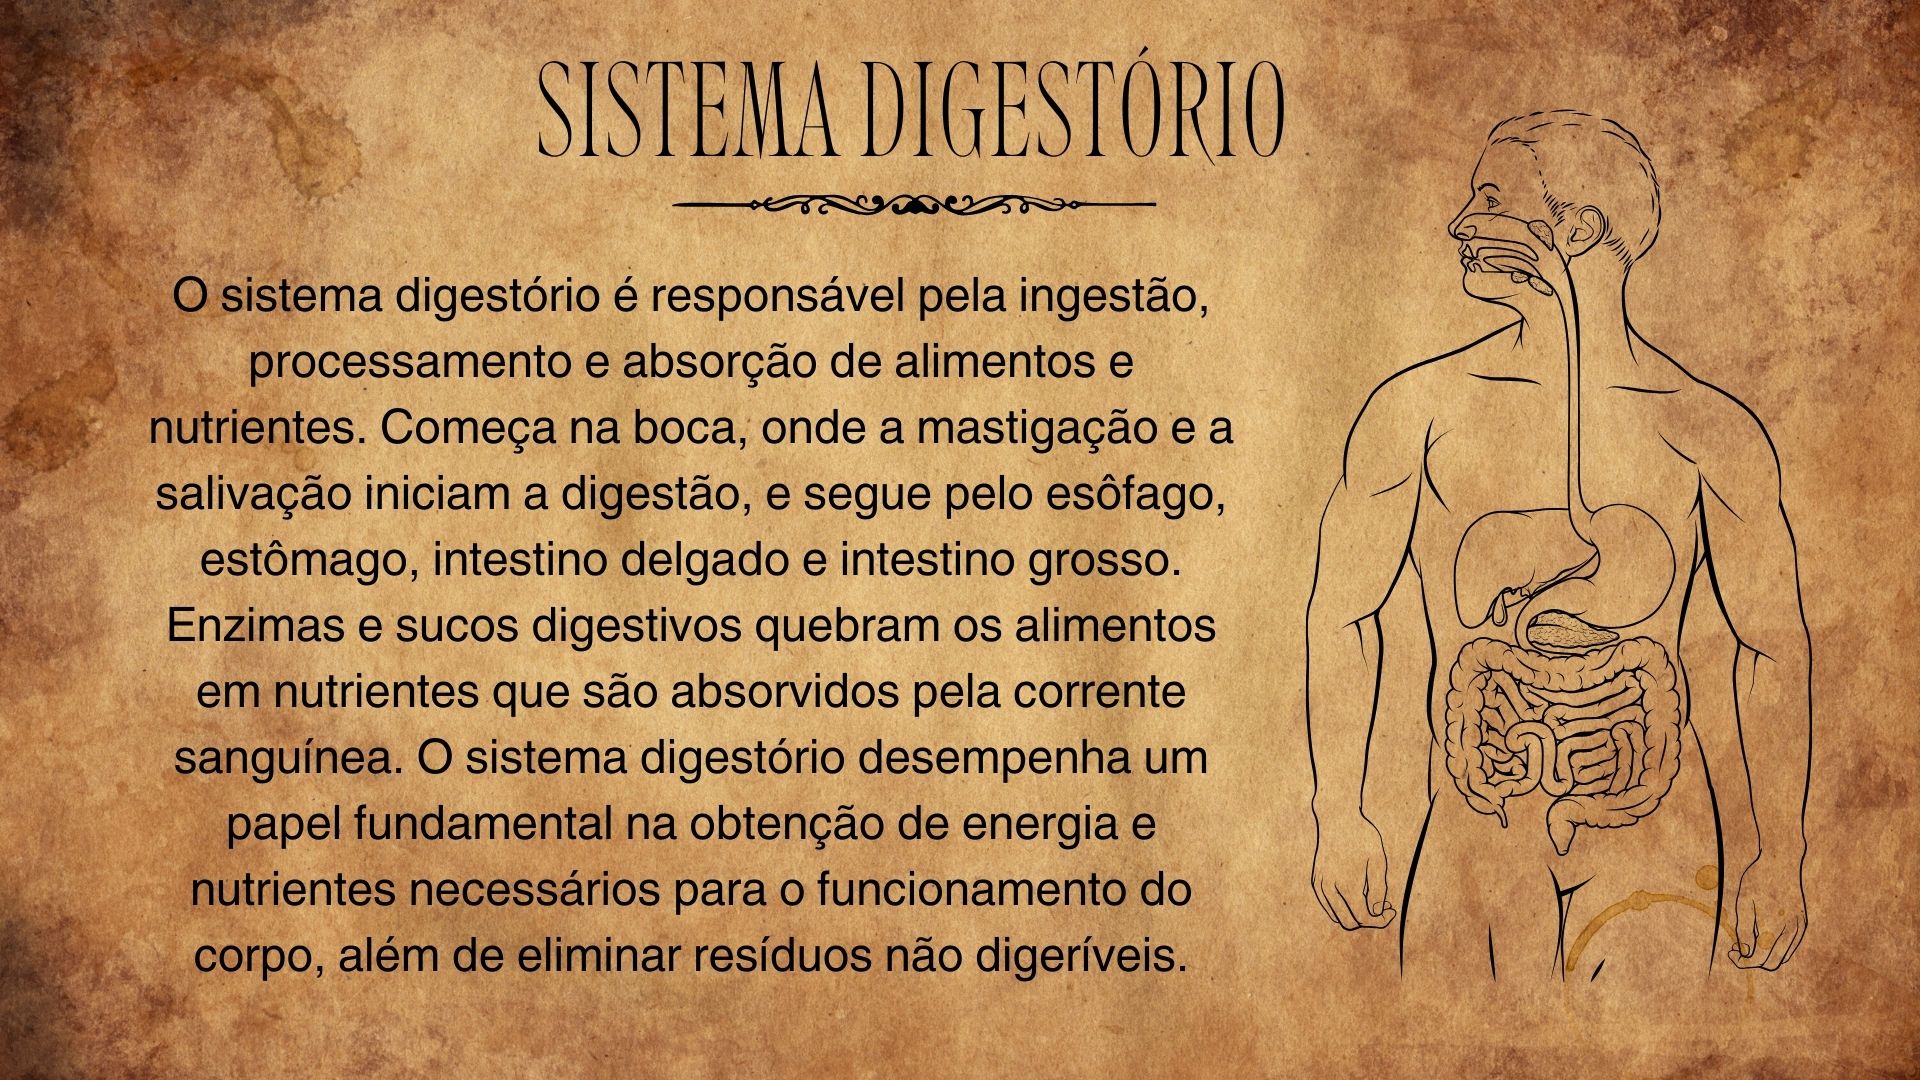 SISTEMA DIGESTÓRIO
O sistema digestório é responsável pela ingestão,
processamento e absorção de alimentos e
nutrientes. Começa na boca, onde a mastigação e a
salivação iniciam a digestão, e segue pelo esôfago,
estômago, intestino delgado e intestino grosso.
Enzimas e sucos digestivos quebram os alimentos
em nutrientes que são absorvidos pela corrente
sanguínea. O sistema digestório desempenha um
papel fundamental na obtenção de energia e
nutrientes necessários para o funcionamento do
corpo, além de eliminar resíduos não digeríveis.